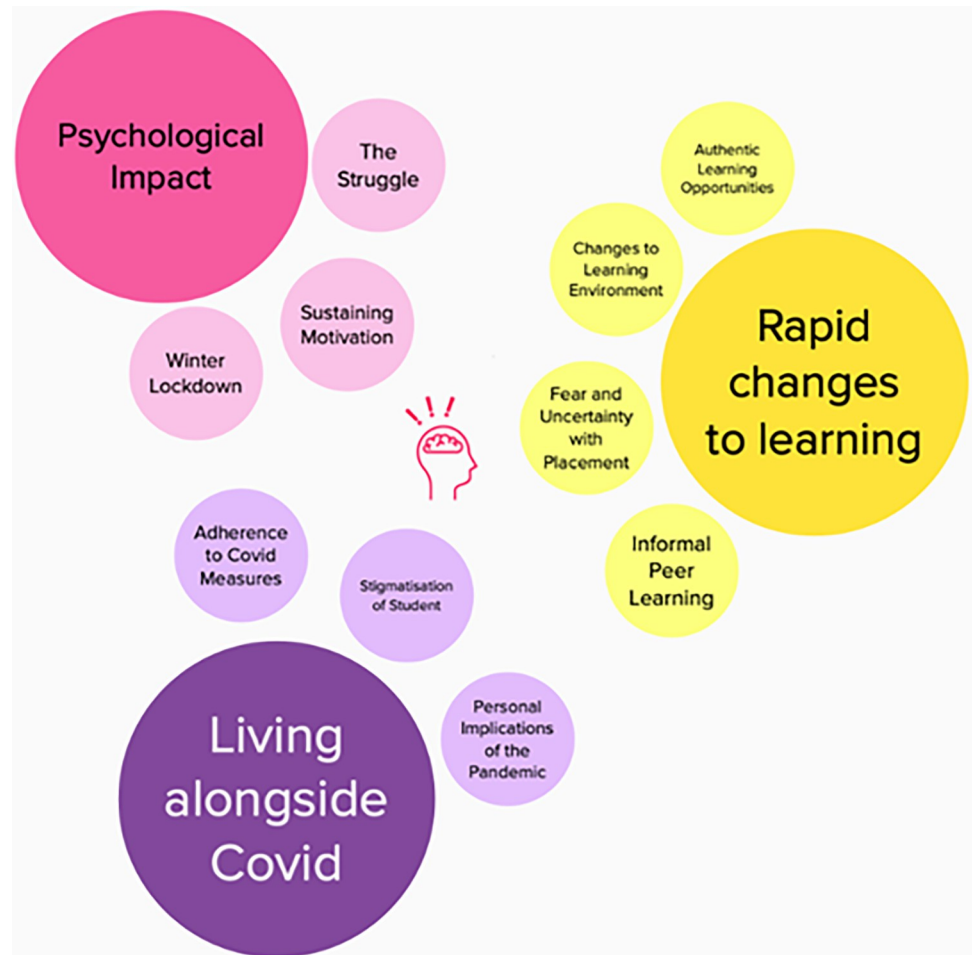 Psychological
Impact
The
Struggle
Sustaining
Motivation
Winter
Lockdown
Authentic
Learning
Opportunities
Changes to
Learning
Environment
Rapid
changes
to learning
Fear and
Uncertainty
with
Placement
Informal
Peer
Learning
Adherence
to Covid
Measures
Stigmatisation
of Student
Personal
Implications
of the
Pandemic
Living
alongside
Covid